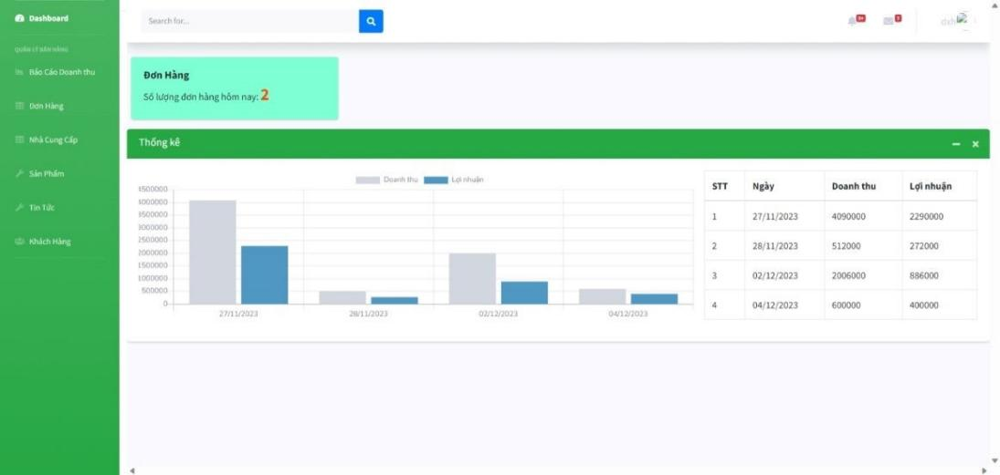 Dashboard
QUẢN LÝ BÁN HÀNG
Báo Cáo Doanh thu
Đơn Hàng
Nhà Cung Cấp
Sản Phẩm
Tin Tức
Khách Hàng
Search for...
3+
dxh
Đơn Hàng
Số lượng đơn hàng hôm nay: 2
Thống kê
Doanh thu Lợi nhuận
4500000
4000000
3500000
3000000
2500000
2000000
1500000
1000000
500000
0
27/11/2023 28/11/2023 02/12/2023 04/12/2023
STT Ngày Doanh thu Lợi nhuận
1 27/11/2023 4090000 2290000
2 28/11/2023 512000 272000
3 02/12/2023 2006000 886000
4 04/12/2023 600000 400000